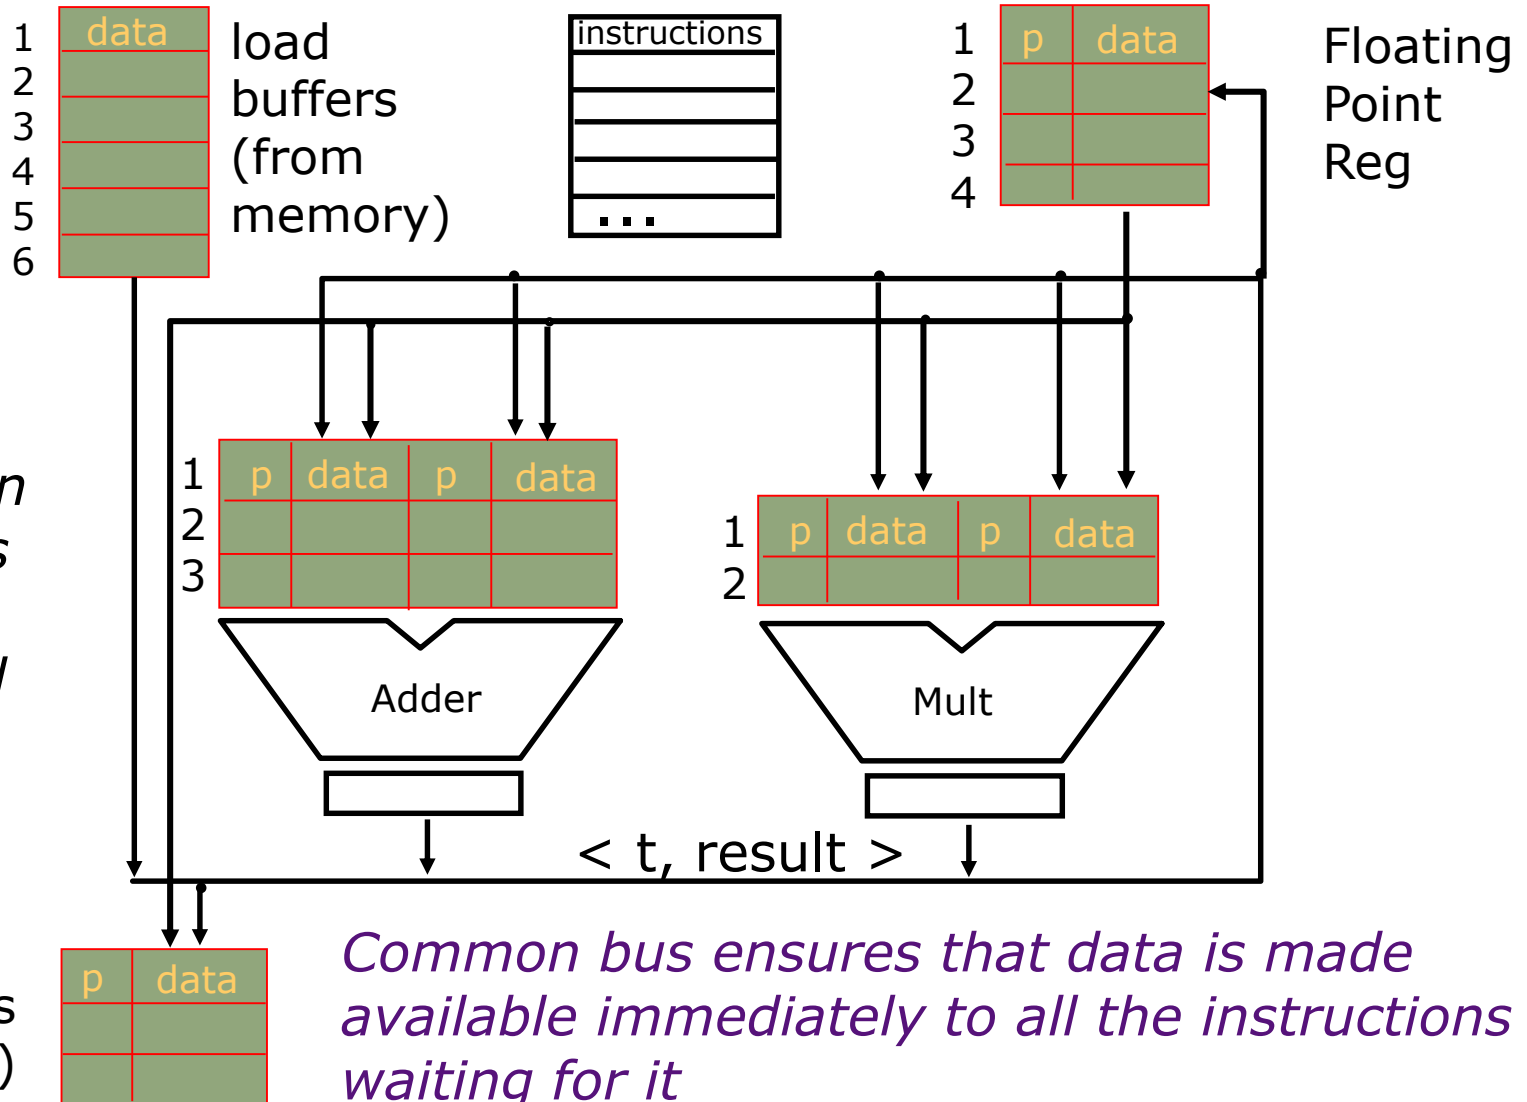 1
2
3
4
5
6
data
load
buffers
(from
memory)
instructions
...
1
2
3
4
p data
Floating
Point
Reg
n
s
1
2
3
p data p data
1
2
p data p data
Adder
Mult
< t, result >
p data
s
)
Common bus ensures that data is made
available immediately to all the instructions
waiting for it